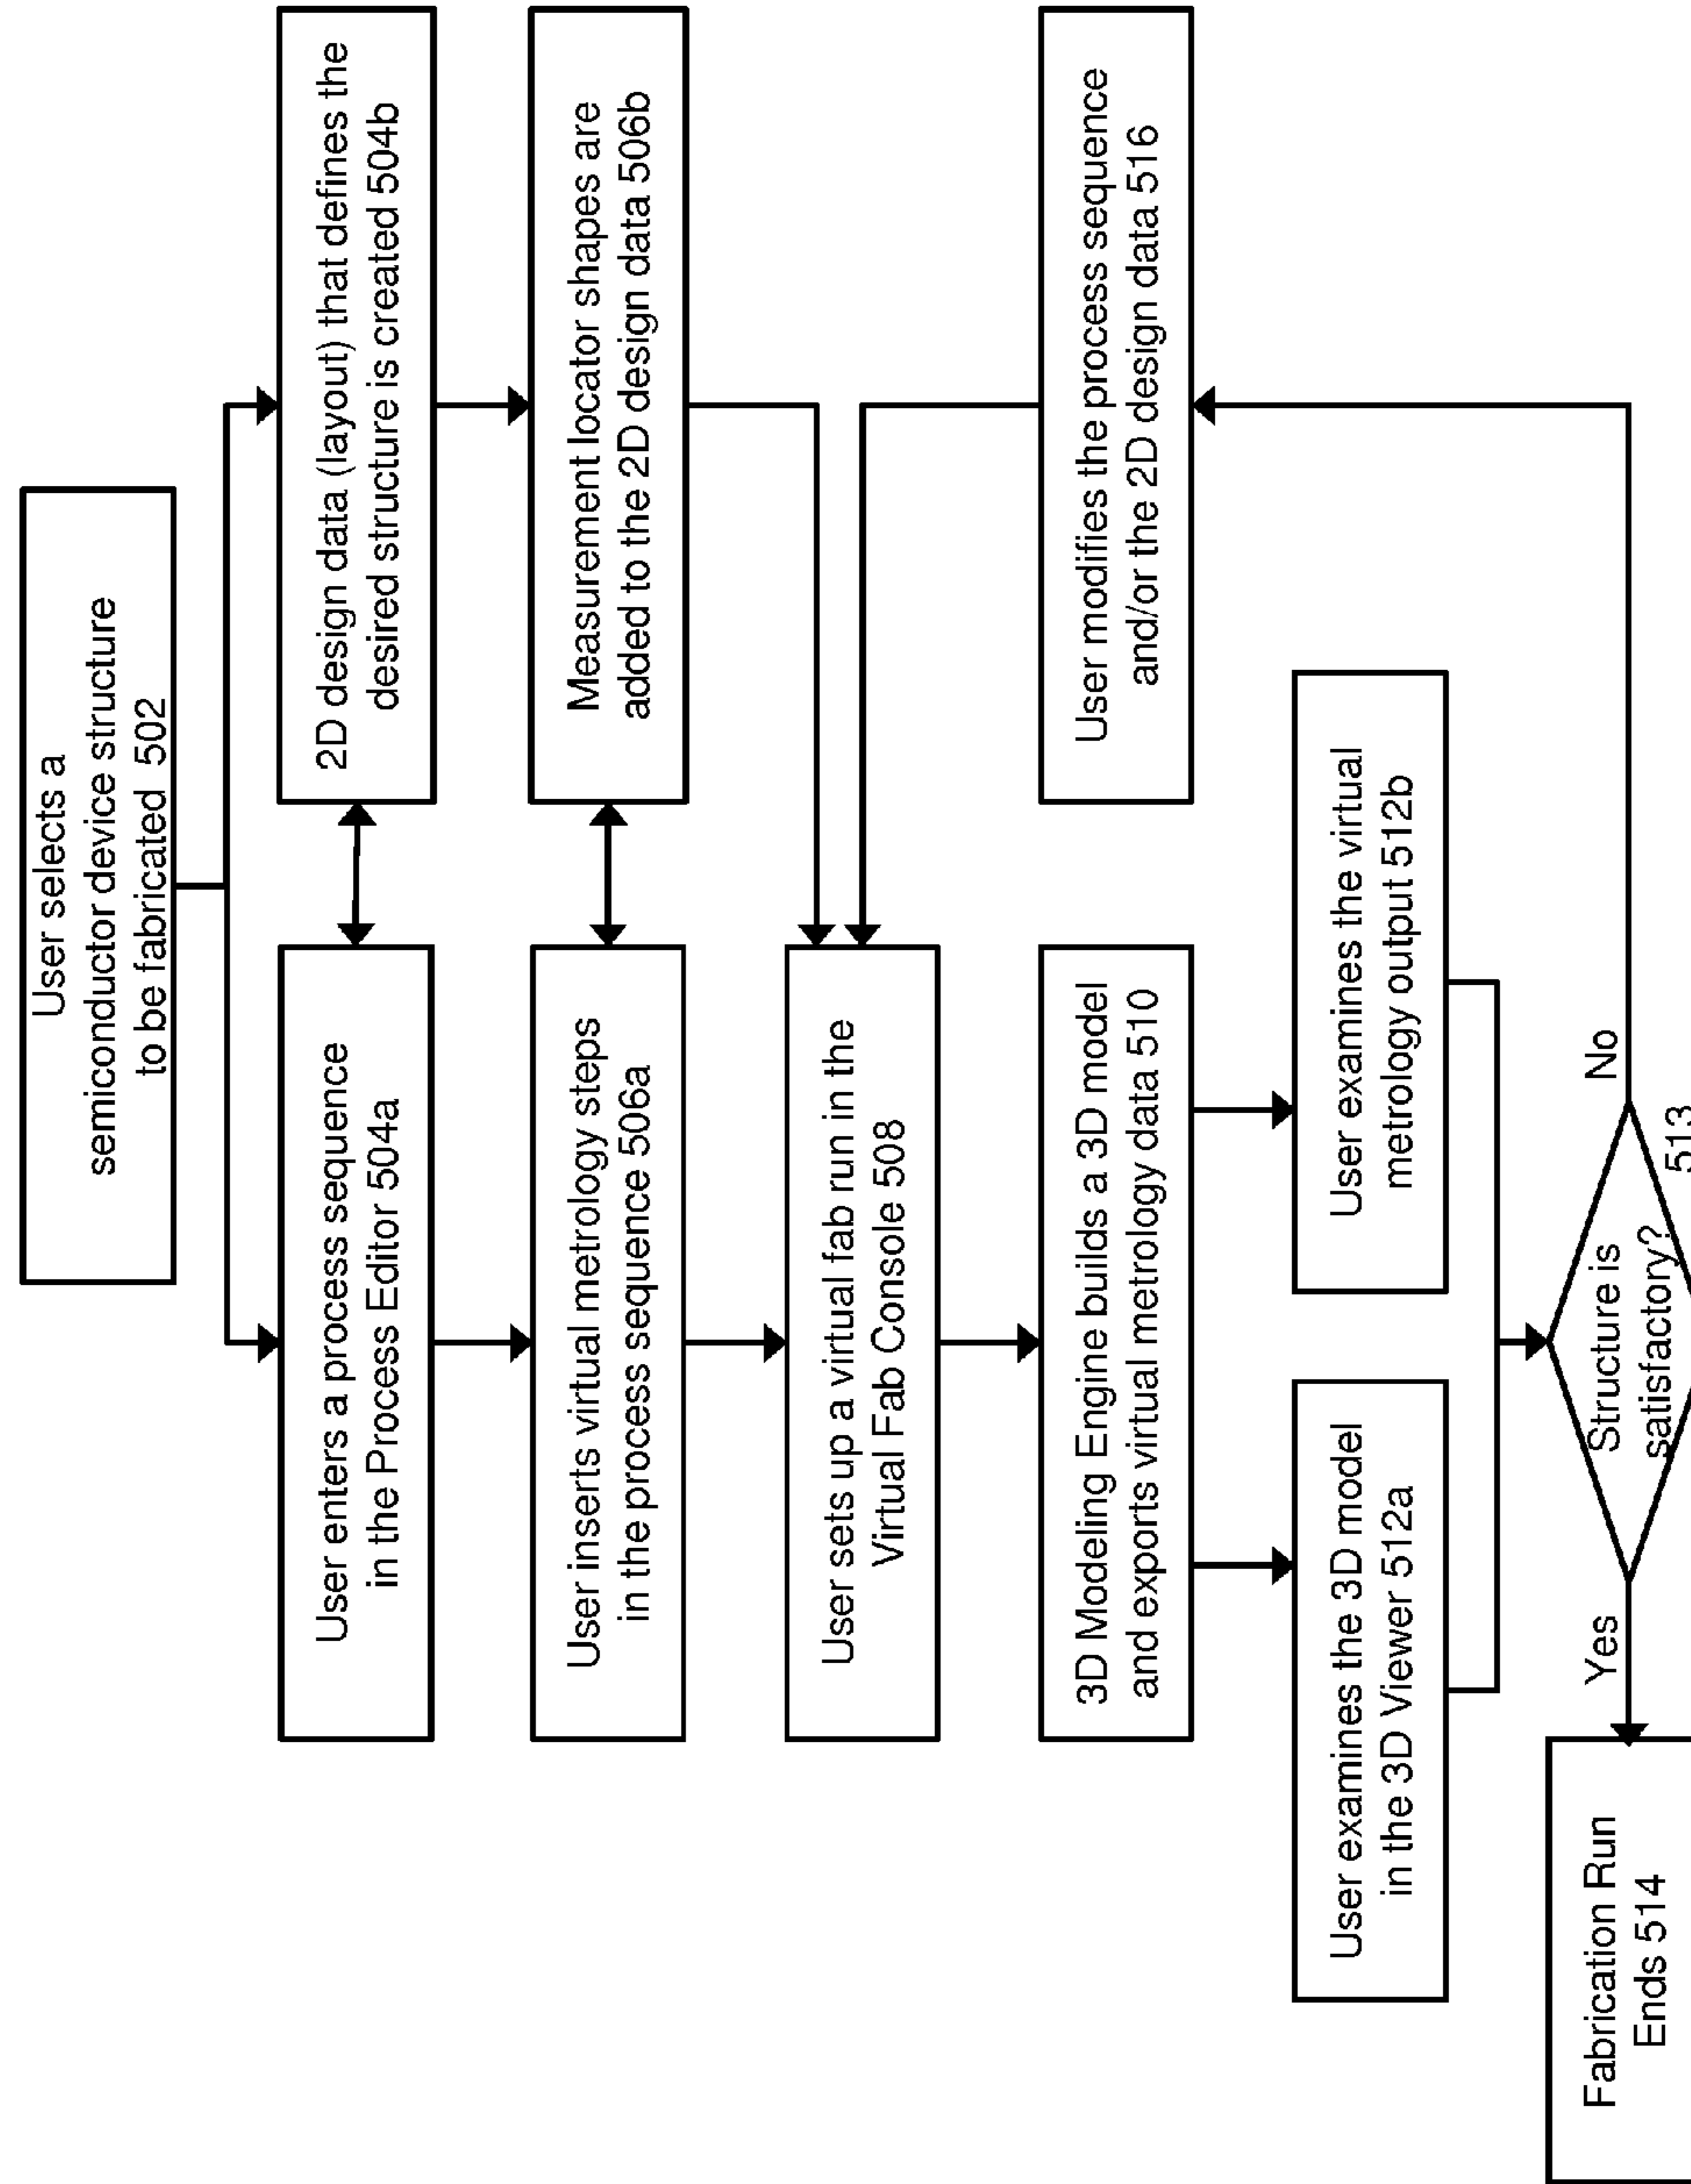 User selects a
semiconductor device structure
to be fabricated 502
User enters a process sequence
in the Process Editor 504a
2D design data (layout) that defines the
desired structure is created 504b
User inserts virtual metrology steps
in the process sequence 506a
Measurement locator shapes are
added to the 2D design data 506b
User sets up a virtual fab run in the
Virtual Fab Console 508
3D Modeling Engine builds a 3D model
and exports virtual metrology data 510
User modifies the process sequence
and/or the 2D design data 516
User examines the 3D model
in the 3D Viewer 512a
User examines the virtual
metrology output 512b
Structure is
satisfactory?
513
Yes
No
Fabrication Run
Ends 514